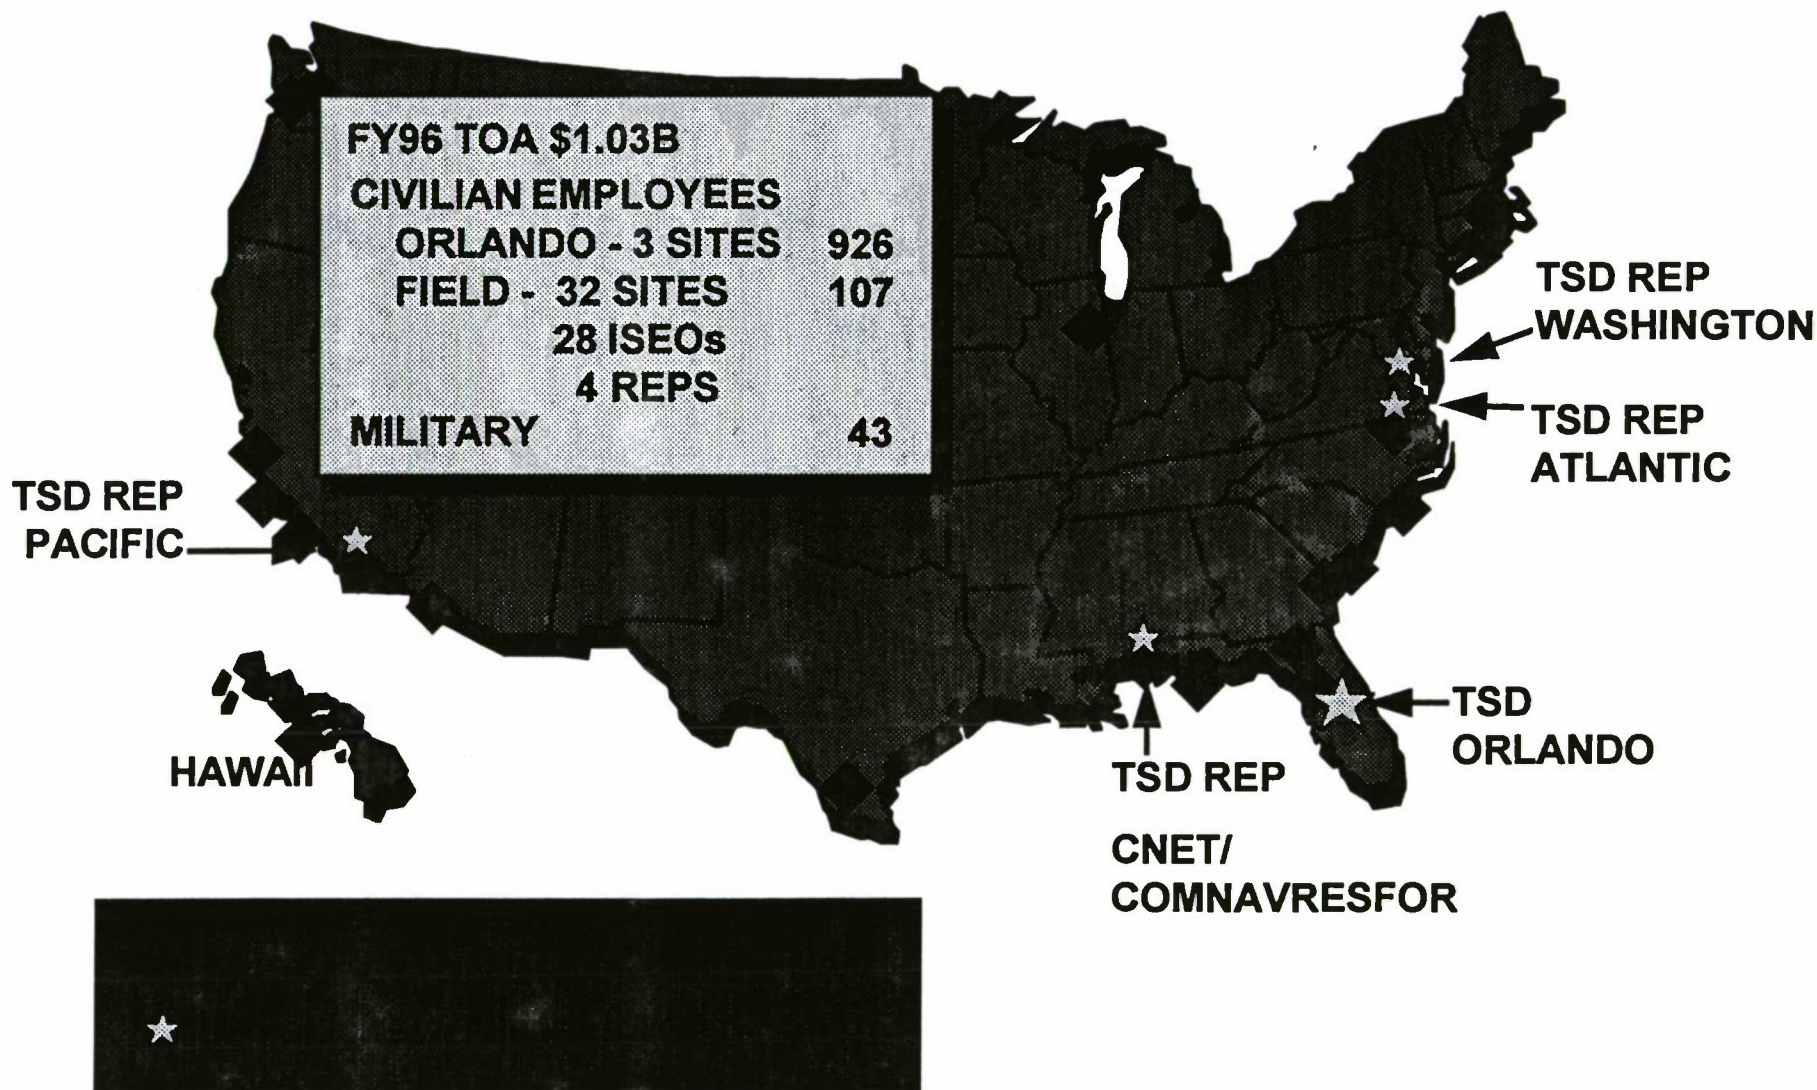 FY96 TOA $1.03B
CIVILIAN EMPLOYEES
ORLANDO - 3 SITES 926
FIELD - 32 SITES 107
28 ISEOs
4 REPS
MILITARY 43
TSD REP
WASHINGTON
TSD REP
ATLANTIC
TSD REP
PACIFIC
TSD
ORLANDO
HAWAII
TSD REP
CNET/
COMNAVRESFOR